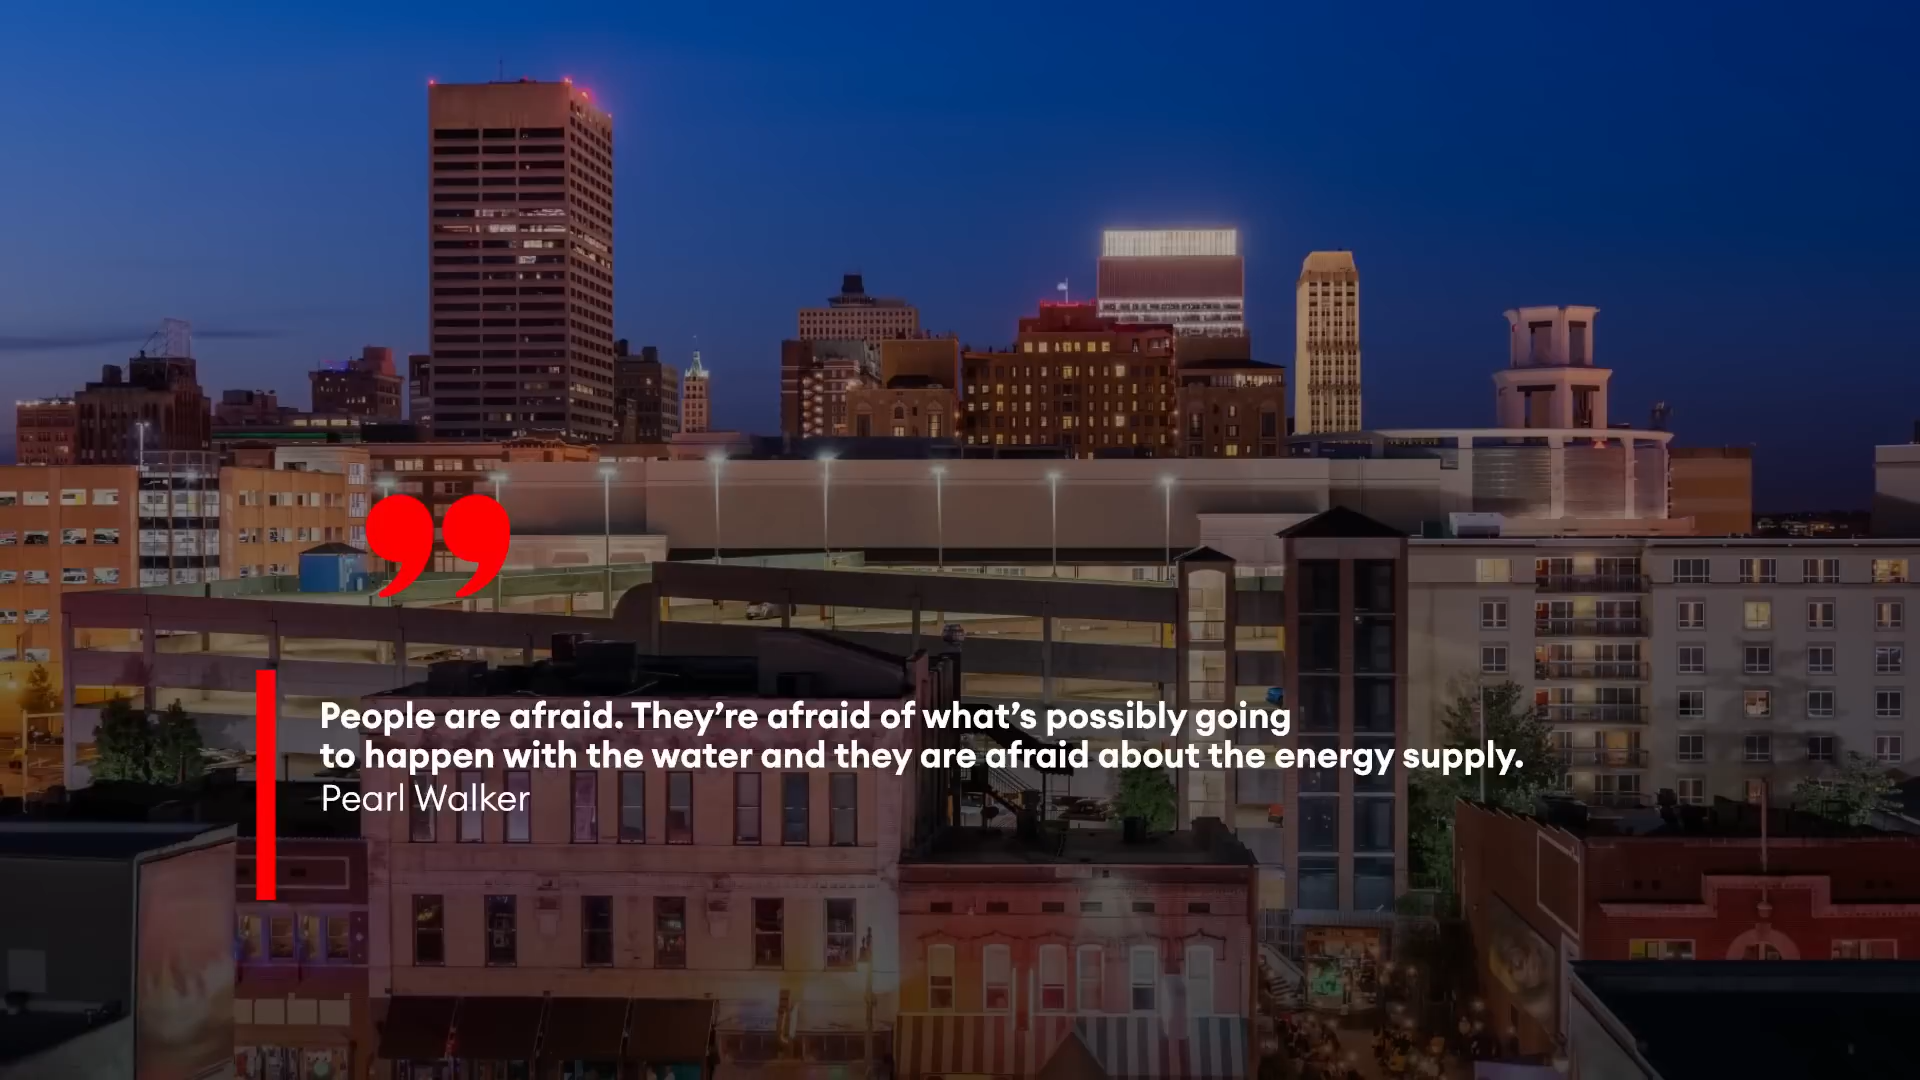 People are afraid. They’re afraid of what’s possibly going
to happen with the water and they are afraid about the energy supply.
Pearl Walker